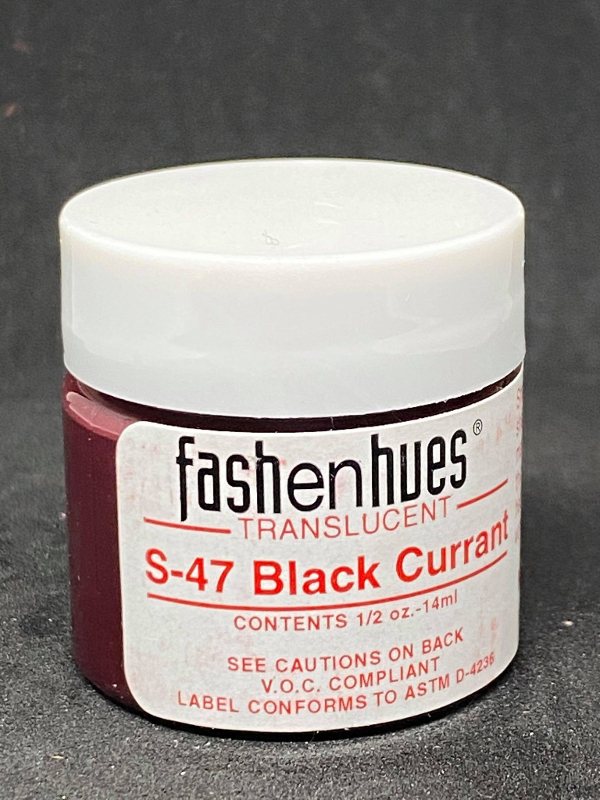 fashenhues®
TRANSLUCENT
S-47 Black Currant
CONTENTS 1/2 oz.-14ml
SEE CAUTIONS ON BACK
V.O.C. COMPLIANT
LABEL CONFORMS TO ASTM D-4236